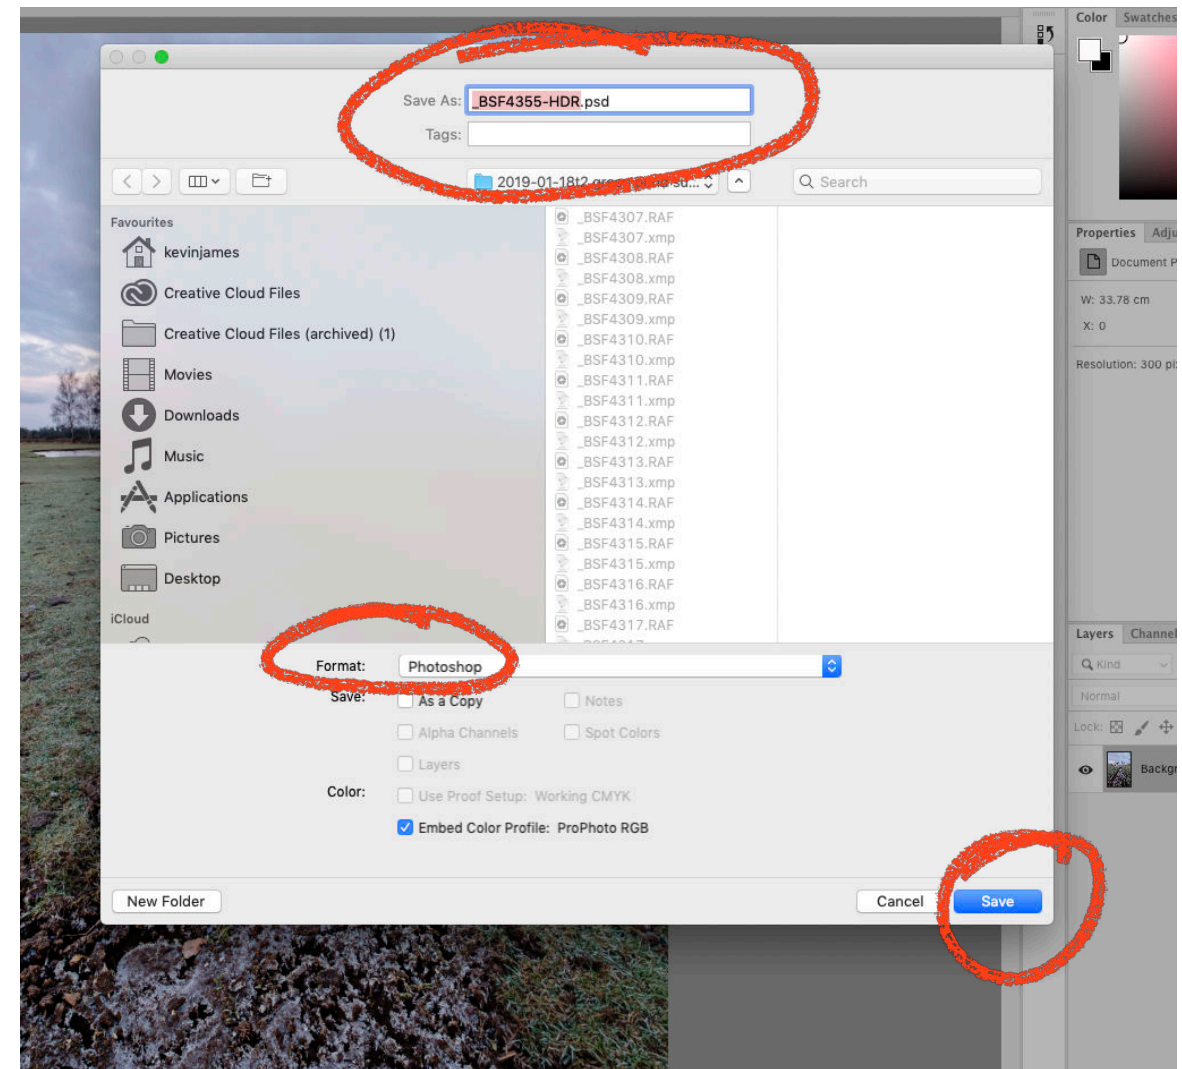 Color Swatches
Save As: _BSF4355-HDR.psd
Tags:
2019-01-18t2
su...
Search
Favourites
kevinjames
Creative Cloud Files
Creative Cloud Files (archived) (1)
Movies
Downloads
Music
Applications
Pictures
Desktop
iCloud
_BSF4307.RAF
_BSF4307.xmp
_BSF4308.RAF
_BSF4308.xmp
_BSF4309.RAF
_BSF4309.xmp
_BSF4310.RAF
_BSF4310.xmp
_BSF4311.RAF
_BSF4311.xmp
_BSF4312.RAF
_BSF4312.xmp
_BSF4313.RAF
_BSF4313.xmp
_BSF4314.RAF
_BSF4314.xmp
_BSF4315.RAF
_BSF4315.xmp
_BSF4316.RAF
_BSF4316.xmp
_BSF4317.RAF
Format: Photoshop
Save: As a Copy Notes
Alpha Channels Spot Colors
Layers
Color: Use Proof Setup: Working CMYK
Embed Color Profile: ProPhoto RGB
New Folder Cancel Save
Properties Adju
Document P
W: 33.78 cm
X: 0
Resolution: 300 pi
Layers Channel
Kind
Normal
Lock:
Backgr